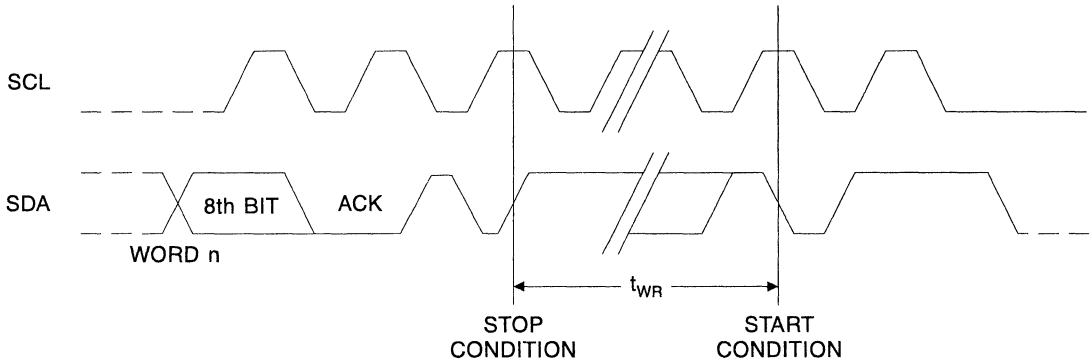 SCL
SDA
8th BIT
ACK
WORD n
tWR
STOP
CONDITION
START
CONDITION